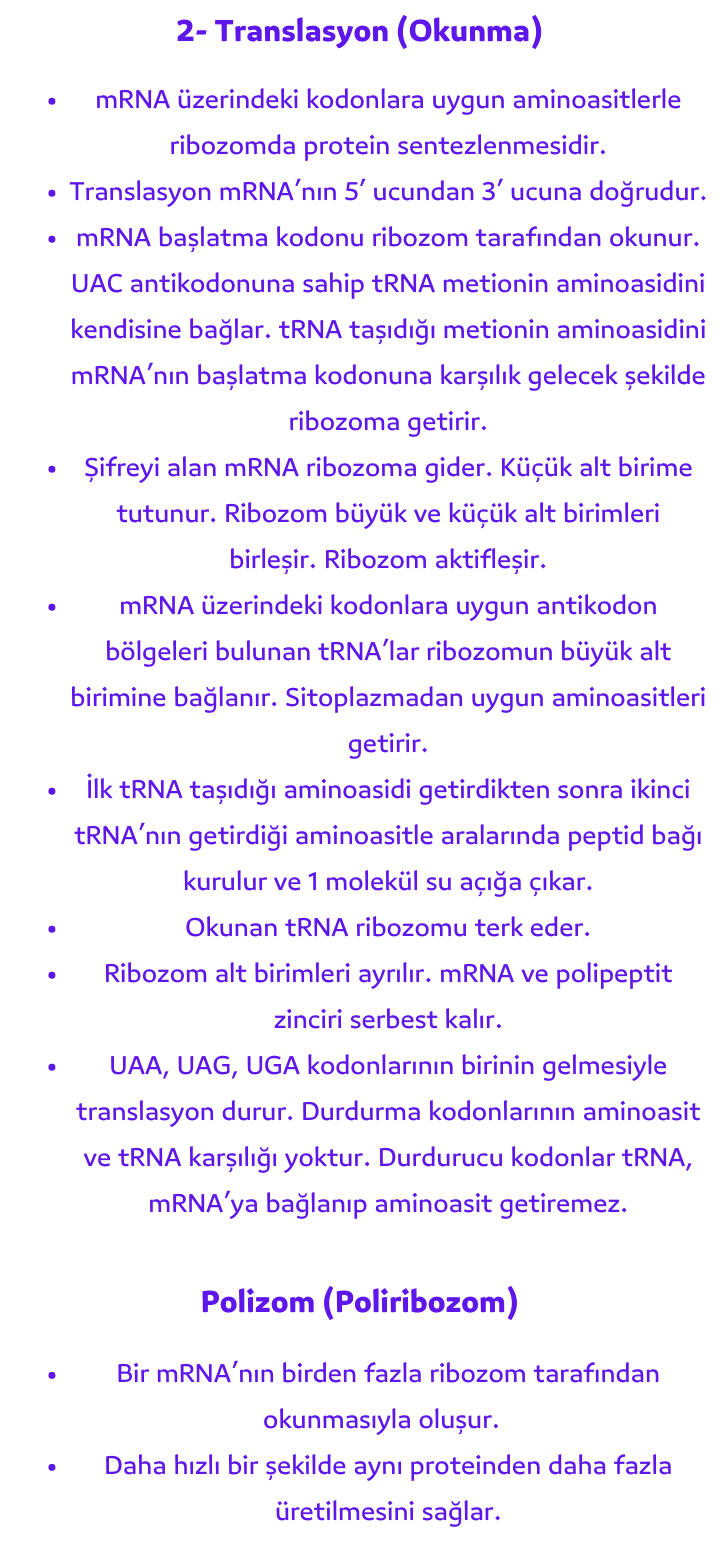 2- Translasyon (Okunma)
• mRNA üzerindeki kodonlara uygun aminoasitlerle
ribozomda protein sentezlenmesidir.
• Translasyon mRNA’nın 5’ ucundan 3’ ucuna doğrudur.
• mRNA başlatma kodonu ribozom tarafından okunur.
UAC antikodonuna sahip tRNA metionin aminoasidini
kendisine bağlar. tRNA taşıdığı metionin aminoasidini
mRNA’nın başlatma kodonuna karşılık gelecek şekilde
ribozoma getirir.
• Şifreyi alan mRNA ribozoma gider. Küçük alt birime
tutunur. Ribozom büyük ve küçük alt birimleri
birleşir. Ribozom aktifleşir.
• mRNA üzerindeki kodonlara uygun antikodon
bölgeleri bulunan tRNA’lar ribozomun büyük alt
birimine bağlanır. Sitoplazmadan uygun aminoasitleri
getirir.
• İlk tRNA taşıdığı aminoasidi getirdikten sonra ikinci
tRNA’nın getirdiği aminoasitle aralarında peptid bağı
kurulur ve 1 molekül su açığa çıkar.
• Okunan tRNA ribozomu terk eder.
• Ribozom alt birimleri ayrılır. mRNA ve polipeptit
zinciri serbest kalır.
• UAA, UAG, UGA kodonlarının birinin gelmesiyle
translasyon durur. Durdurma kodonlarının aminoasit
ve tRNA karşılığı yoktur. Durdurucu kodonlar tRNA,
mRNA’ya bağlanıp aminoasit getiremez.
Polizom (Poliribozom)
• Bir mRNA’nın birden fazla ribozom tarafından
okunmasıyla oluşur.
• Daha hızlı bir şekilde aynı proteinden daha fazla
üretilmesini sağlar.